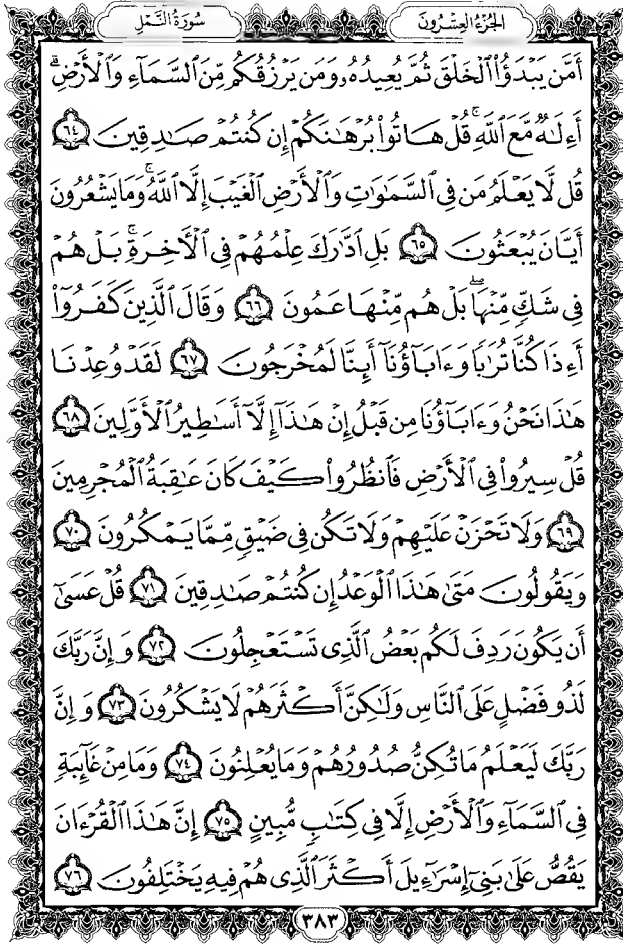 الجُزْءُ العِشْرُونَ
سُورَةُ النَّمْلِ
أَمَّن يَبْدَؤُا۟ ٱلْخَلْقَ ثُمَّ يُعِيدُهُۥ وَمَن يَرْزُقُكُم مِّنَ ٱلسَّمَآءِ وَٱلْأَرْضِ ۗ
أَءِلَـٰهٌ مَّعَ ٱللَّهِ ۚ قُلْ هَاتُوا۟ بُرْهَـٰنَكُمْ إِن كُنتُمْ صَـٰدِقِينَ ٦٤
قُل لَّا يَعْلَمُ مَن فِى ٱلسَّمَـٰوَٰتِ وَٱلْأَرْضِ ٱلْغَيْبَ إِلَّا ٱللَّهُ ۚ وَمَا يَشْعُرُونَ
أَيَّانَ يُبْعَثُونَ ٦٥ بَلِ ٱدَّٰرَكَ عِلْمُهُمْ فِى ٱلْـَٔاخِرَةِ ۚ بَلْ هُمْ
فِى شَكٍّ مِّنْهَا ۖ بَلْ هُم مِّنْهَا عَمُونَ ٦٦ وَقَالَ ٱلَّذِينَ كَفَرُوٓا۟
أَءِذَا كُنَّا تُرَٰبًا وَءَابَآؤُنَآ أَئِنَّا لَمُخْرَجُونَ ٦٧ لَقَدْ وُعِدْنَا
هَـٰذَا نَحْنُ وَءَابَآؤُنَا مِن قَبْلُ إِنْ هَـٰذَآ إِلَّآ أَسَـٰطِيرُ ٱلْأَوَّلِينَ ٦٨
قُلْ سِيرُوا۟ فِى ٱلْأَرْضِ فَٱنظُرُوا۟ كَيْفَ كَانَ عَـٰقِبَةُ ٱلْمُجْرِمِينَ
٦٩ وَلَا تَحْزَنْ عَلَيْهِمْ وَلَا تَكُن فِى ضَيْقٍ مِّمَّا يَمْكُرُونَ ٧٠
وَيَقُولُونَ مَتَىٰ هَـٰذَا ٱلْوَعْدُ إِن كُنتُمْ صَـٰدِقِينَ ٧١ قُلْ عَسَىٰٓ
أَن يَكُونَ رَدِفَ لَكُم بَعْضُ ٱلَّذِى تَسْتَعْجِلُونَ ٧٢ وَإِنَّ رَبَّكَ
لَذُو فَضْلٍ عَلَى ٱلنَّاسِ وَلَـٰكِنَّ أَكْثَرَهُمْ لَا يَشْكُرُونَ ٧٣ وَإِنَّ
رَبَّكَ لَيَعْلَمُ مَا تُكِنُّ صُدُورُهُمْ وَمَا يُعْلِنُونَ ٧٤ وَمَا مِنْ غَآئِبَةٍ
فِى ٱلسَّمَآءِ وَٱلْأَرْضِ إِلَّا فِى كِتَـٰبٍ مُّبِينٍ ٧٥ إِنَّ هَـٰذَا ٱلْقُرْءَانَ
يَقُصُّ عَلَىٰ بَنِىٓ إِسْرَٰٓءِيلَ أَكْثَرَ ٱلَّذِى هُمْ فِيهِ يَخْتَلِفُونَ ٧٦
٣٨٣